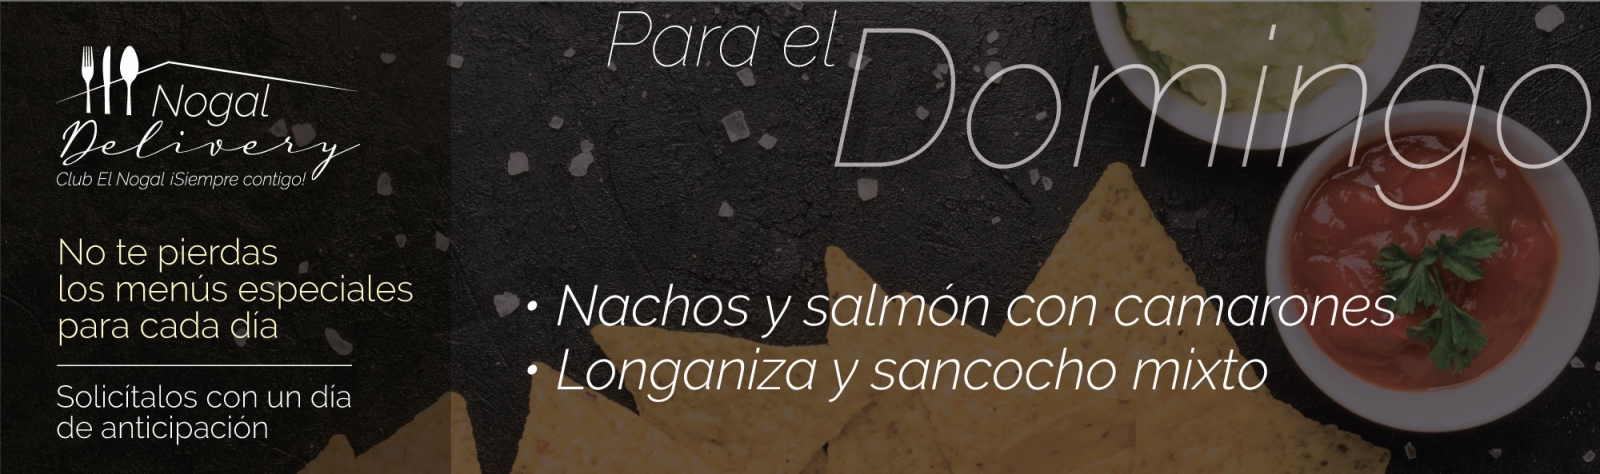 Nogal
Delivery
Club El Nogal ¡Siempre contigo!
No te pierdas
los menús especiales
para cada día
Solicítalos con un día
de anticipación
Para el
Domingo
• Nachos y salmón con camarones
• Longaniza y sancocho mixto